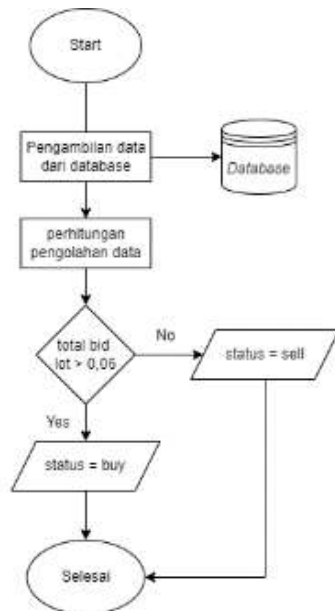 Start
Pengambilan data
dari database
Database
perhitungan
pengolahan data
total bid
lot > 0,06
No
status = sell
Yes
status = buy
Selesai